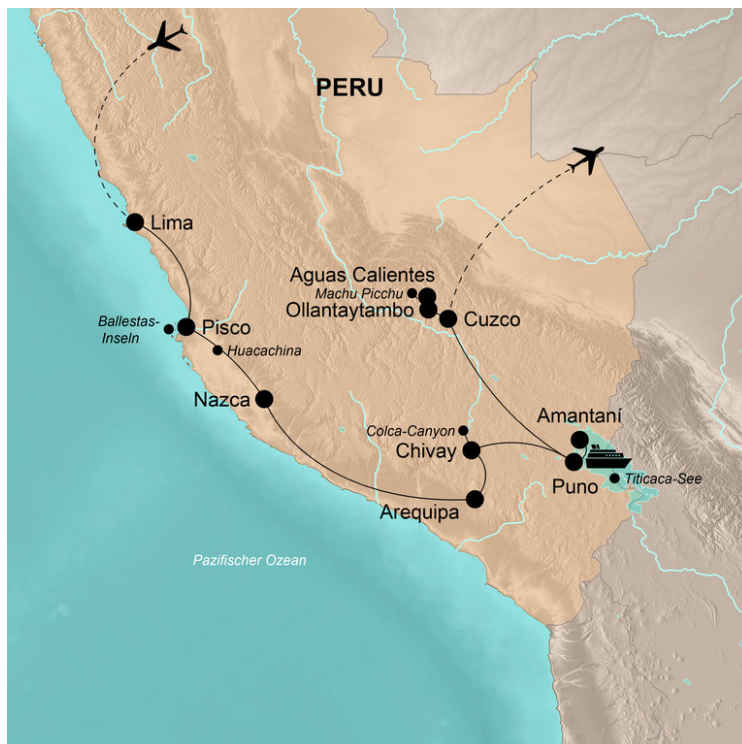 PERU
Lima
Aguas Calientes
Machu Picchu
Ollantaytambo
Cuzco
Ballestas-
Inseln
Pisco
Huacachina
Nazca
Amantaní
Colca-Canyon
Chivay
Puno
Titicaca-See
Arequipa
Pazifischer Ozean